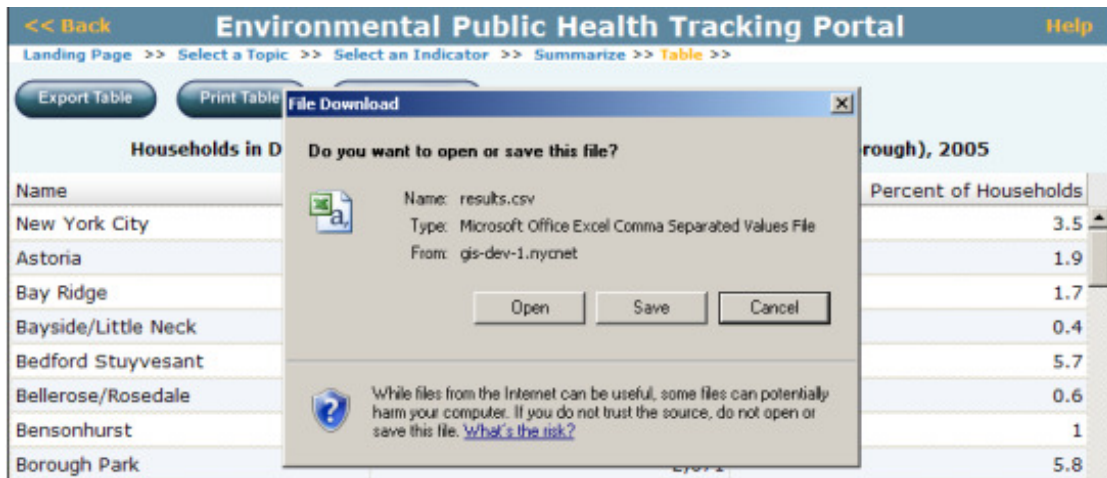 << Back Environmental Public Health Tracking Portal Help
Landing Page >> Select a Topic >> Select an Indicator >> Summarize >> Table >>
Export Table Print Table
File Download
Households in D rough), 2005
Do you want to open or save this file?
Name Percent of Households
Name: results.csv
New York City 3.5
Type: Microsoft Office Excel Comma Separated Values File
From: gis-dev-1.nycnet
Astoria 1.9
Bay Ridge 1.7
Open Save Cancel
Bayside/Little Neck 0.4
Bedford Stuyvesant 5.7
Bellerose/Rosedale 0.6
While files from the Internet can be useful, some files can potentially
harm your computer. If you do not trust the source, do not open or
save this file. What's the risk?
Bensonhurst 1
Borough Park 5.8